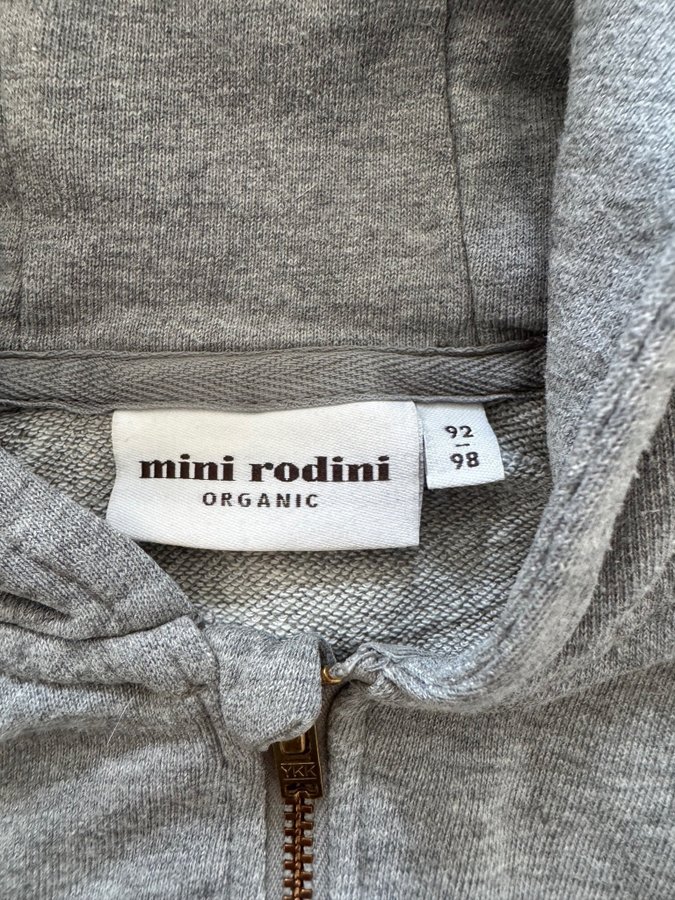 mini rodini
ORGANIC
92
98
YKK